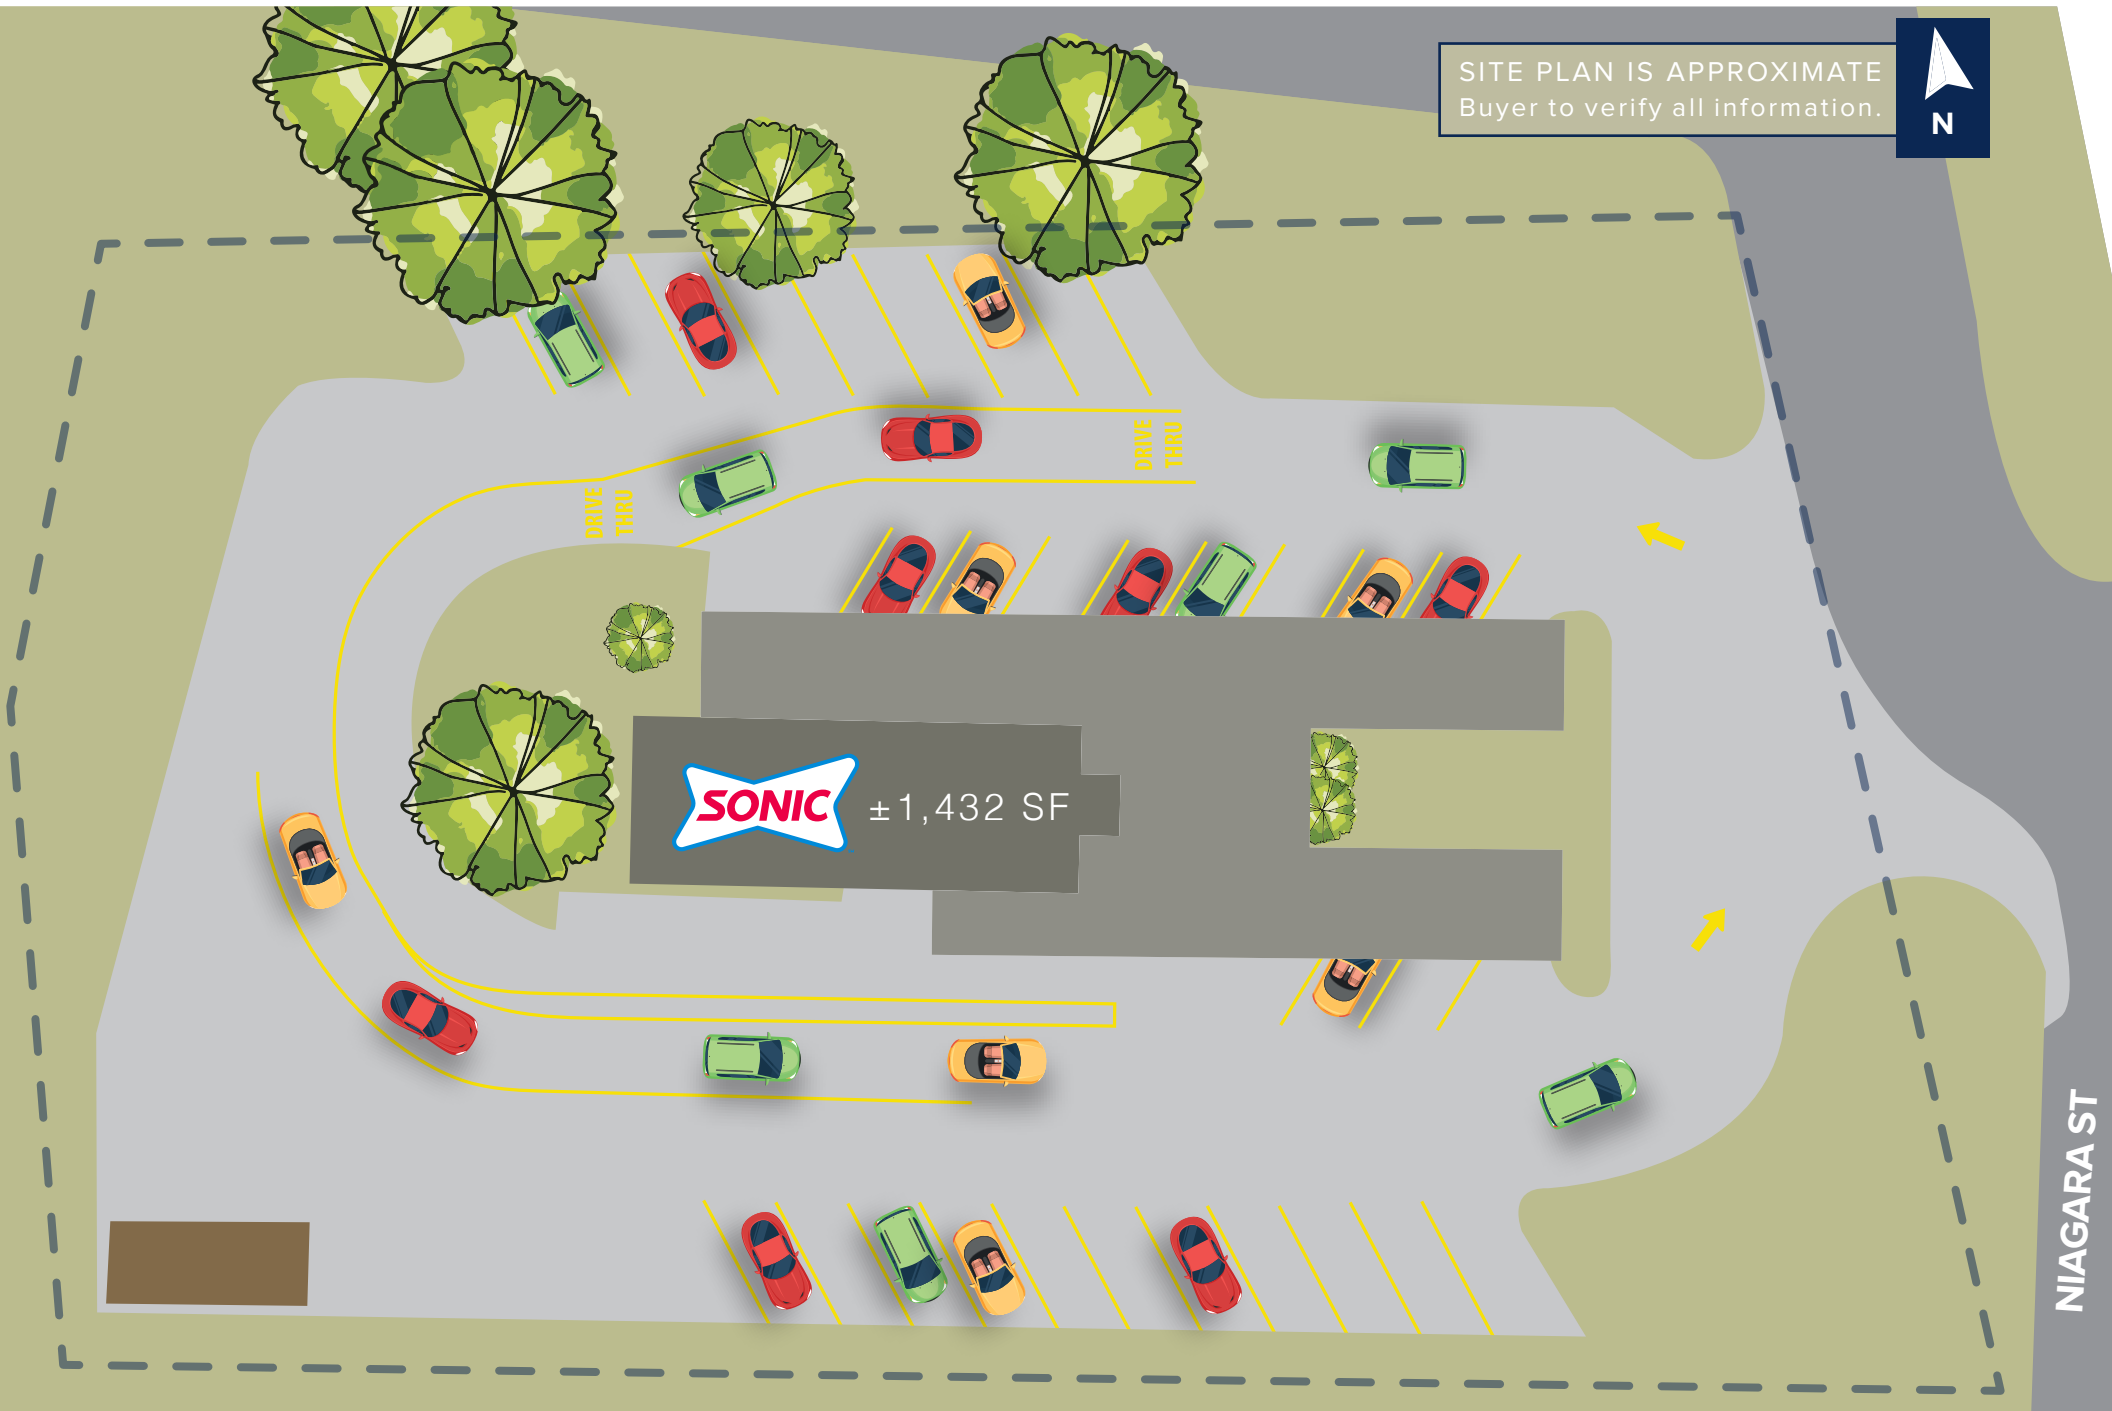 SITE PLAN IS APPROXIMATE
Buyer to verify all information.
N
DRIVE
THRU
DRIVE
THRU
SONIC
±1,432 SF
NIAGARA ST